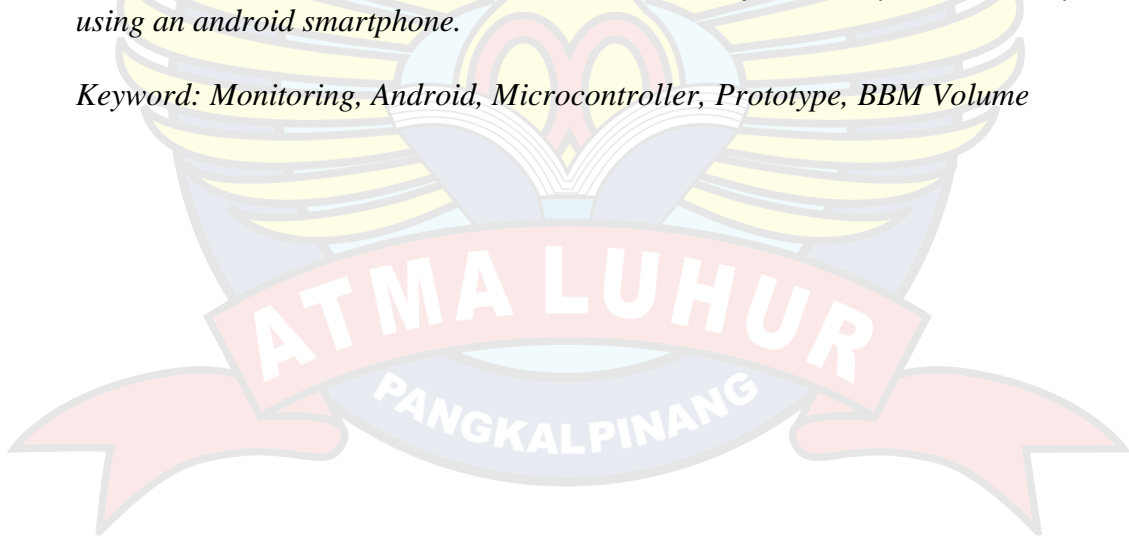 using an android smartphone.
Keyword: Monitoring, Android, Microcontroller, Prototype, BBM Volume
ATMA LUHUR
PANGKALPINANG